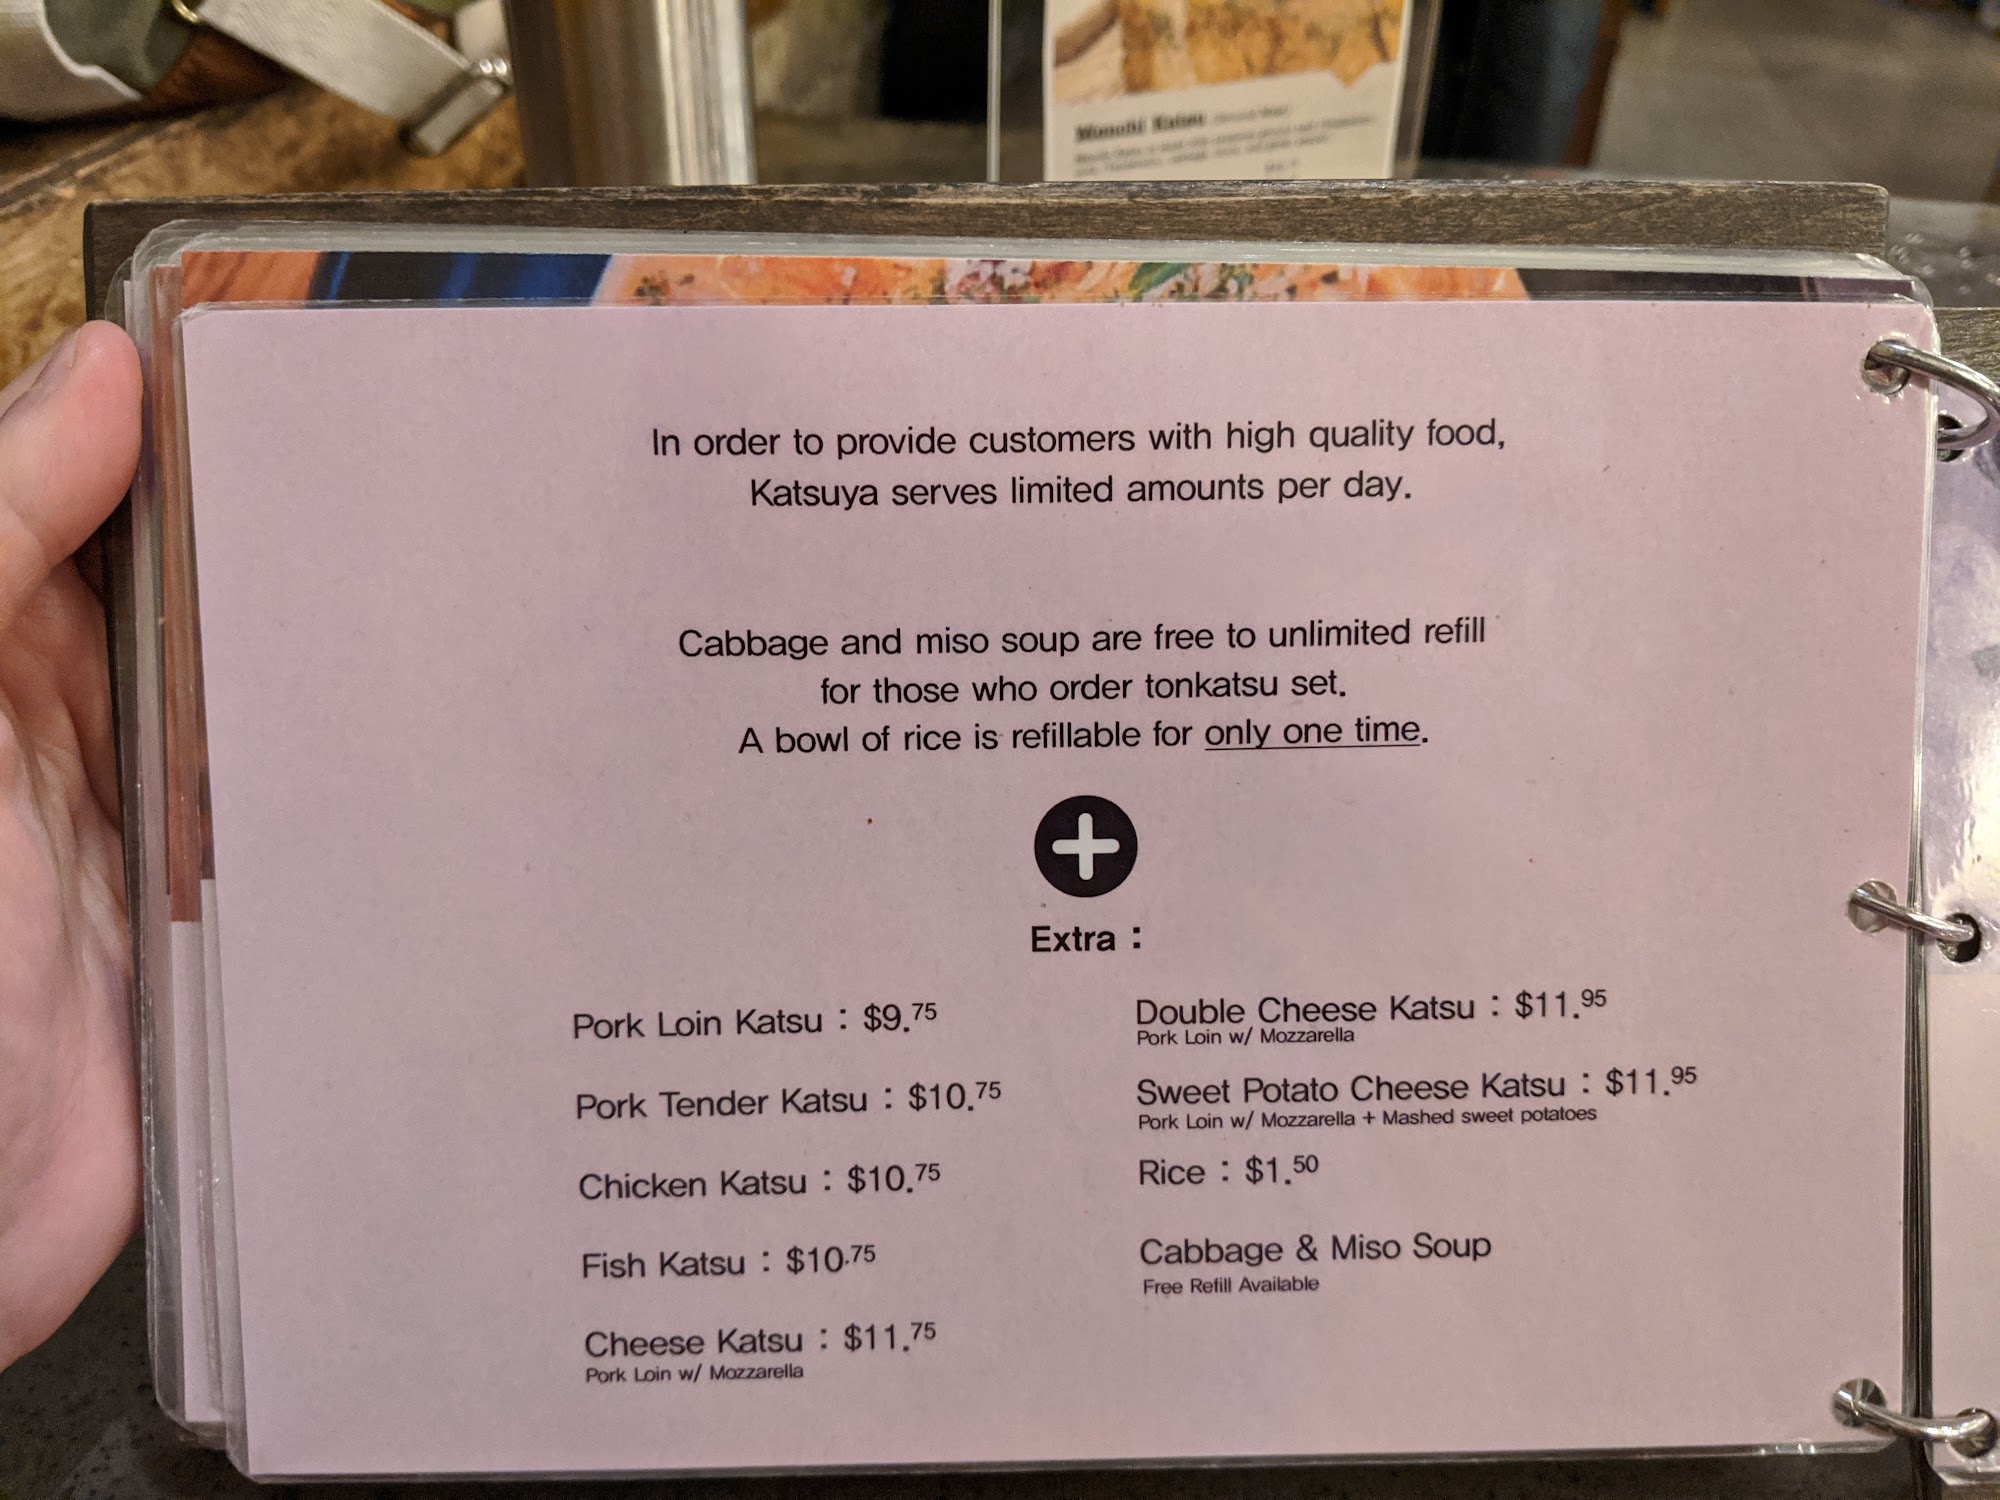 Katsu
In order to provide customers with high quality food,
Katsuya serves limited amounts per day.
Cabbage and miso soup are free to unlimited refill
for those who order tonkatsu set.
A bowl of rice is refillable for only one time.
Extra :
Pork Loin Katsu : $9.75
Pork Tender Katsu : $10.75
Chicken Katsu : $10.75
Fish Katsu : $10.75
Cheese Katsu : $11.75
Pork Loin w/ Mozzarella
Double Cheese Katsu : $11.95
Pork Loin w/ Mozzarella
Sweet Potato Cheese Katsu : $11.95
Pork Loin w/ Mozzarella + Mashed sweet potatoes
Rice : $1.50
Cabbage & Miso Soup
Free Refill Available